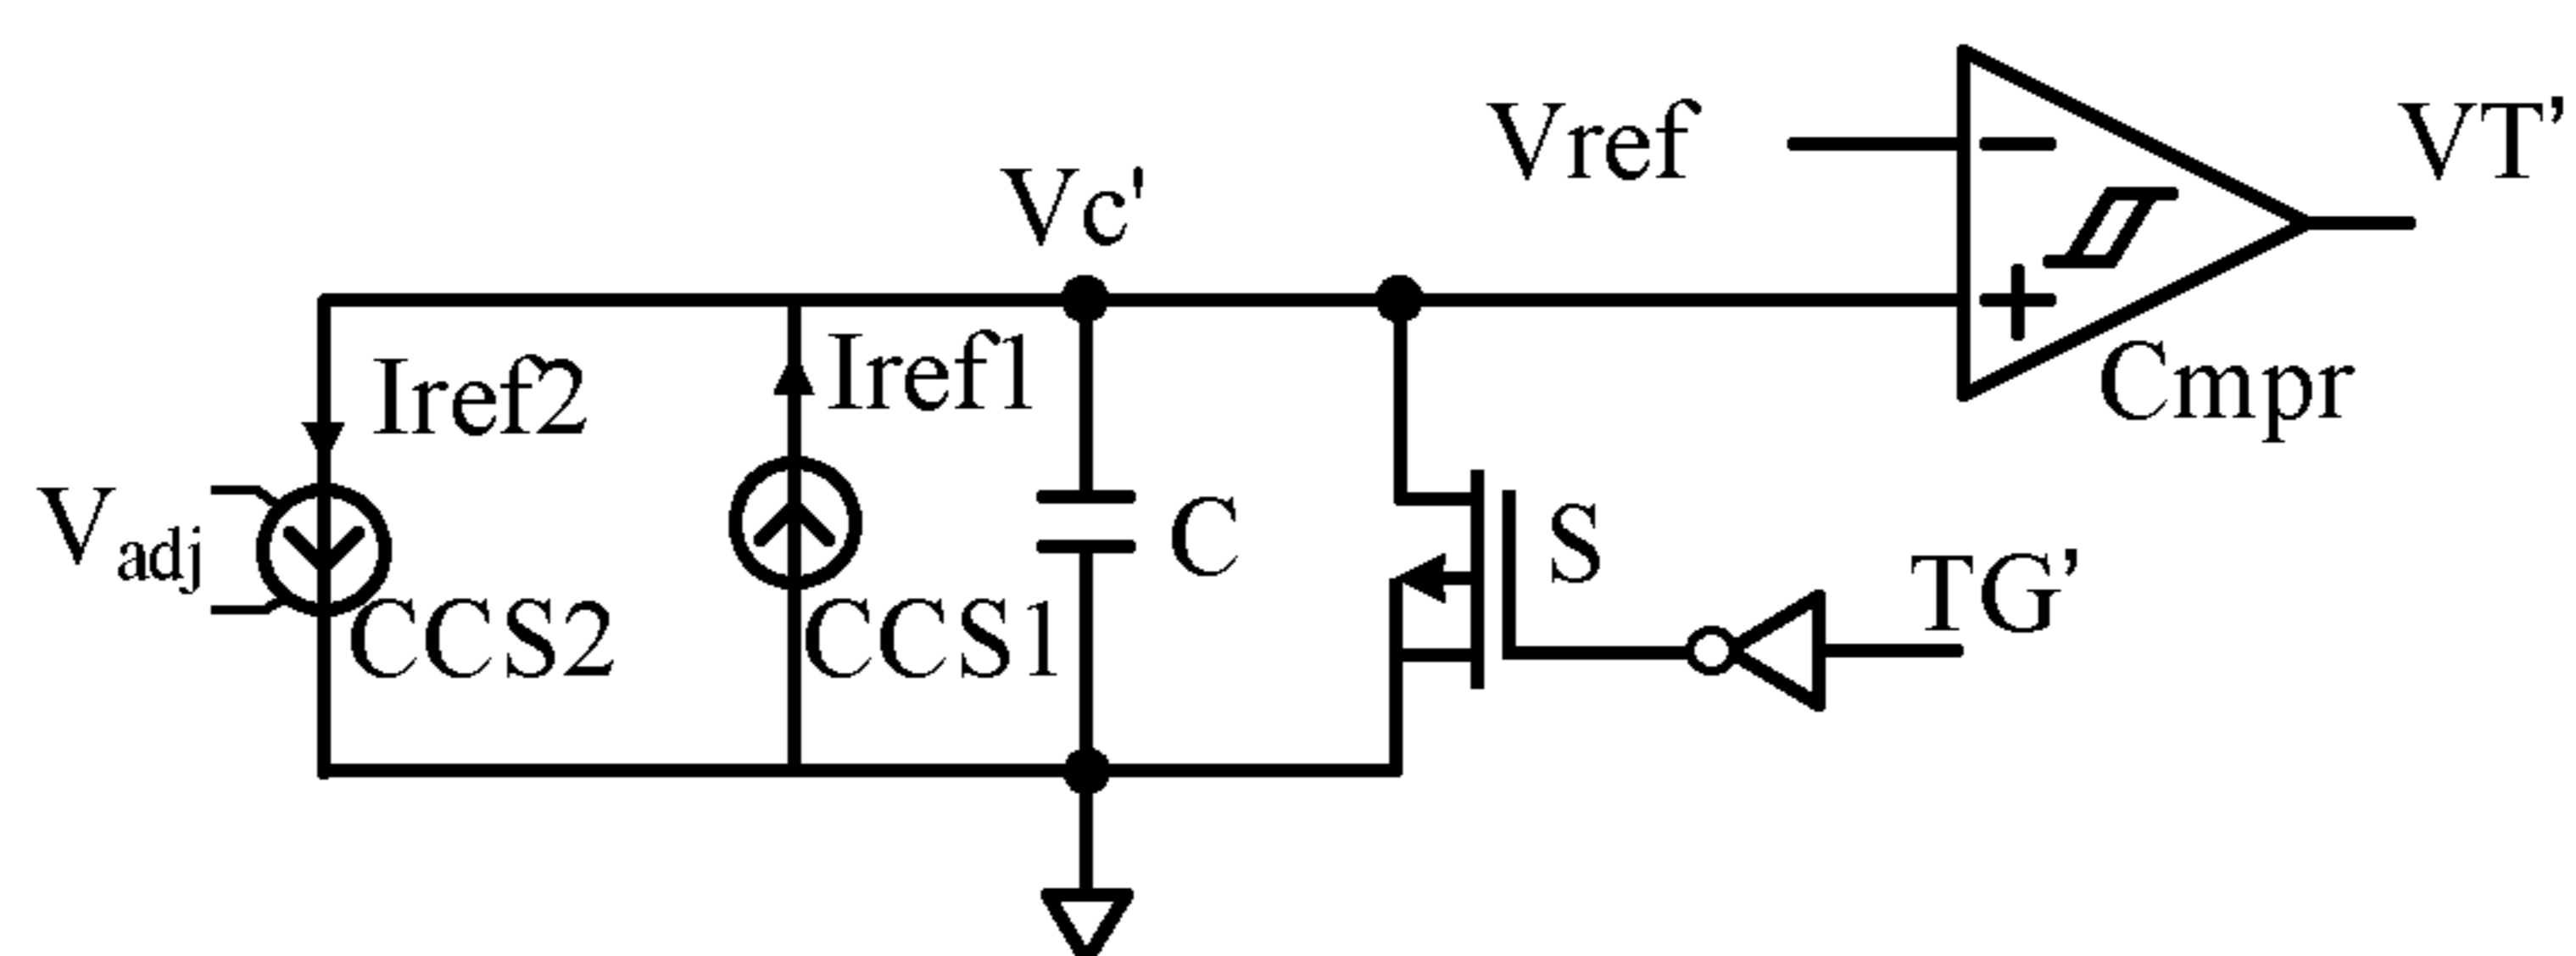 Vref
VT’
Vc'
Iref2
Iref1
Cmpr
Vadj
C
S
TG’
CCS2
CCS1